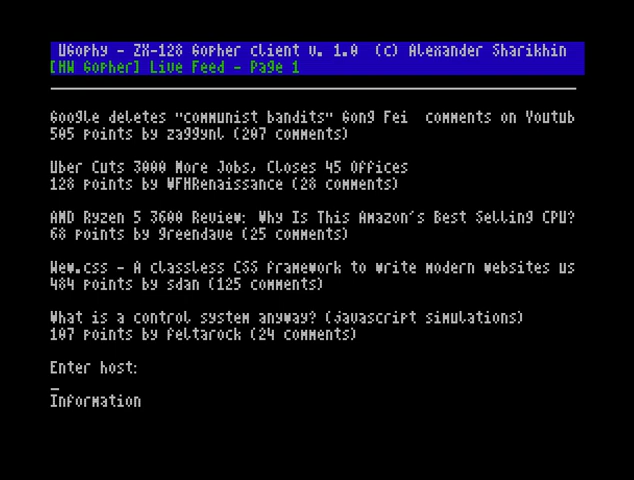 UGophy - ZX-128 Gopher client v. 1.0 (c) Alexander Sharikhin
[HN Gopher] Live Feed - Page 1
Google deletes "communist bandits" Gong Fei comments on Youtub
505 points by zaggynl (207 comments)
Uber Cuts 3000 More Jobs, Closes 45 Offices
128 points by WFHRenaissance (28 comments)
AMD Ryzen 5 3600 Review: Why Is This Amazon's Best Selling CPU?
68 points by greendave (25 comments)
New.css - A classless CSS framework to write modern websites us
484 points by sdan (125 comments)
What is a control system anyway? (javascript simulations)
107 points by feltarock (24 comments)
Enter host:
_
Information